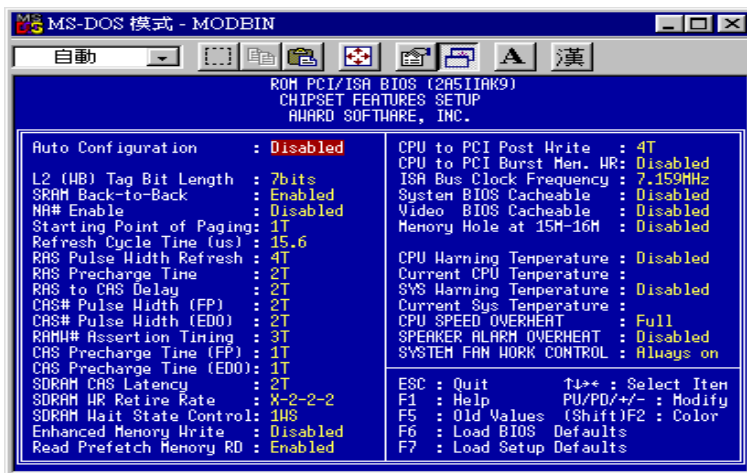 MS-DOS 模式 - MODBIN
自動
A 漢
ROM PCI/ISA BIOS (2A5IIAK9)
CHIPSET FEATURES SETUP
AWARD SOFTWARE, INC.
Auto Configuration : Disabled
L2 (WB) Tag Bit Length : 7bits
SRAM Back-to-Back : Enabled
NA# Enable : Disabled
Starting Point of Paging: 1T
Refresh Cycle Time (us) : 15.6
RAS Pulse Width Refresh : 4T
RAS Precharge Time : 2T
RAS to CAS Delay : 2T
CAS# Pulse Width (FP) : 2T
CAS# Pulse Width (EDO) : 2T
RAMW# Assertion Timing : 3T
CAS Precharge Time (FP) : 1T
CAS Precharge Time (EDO): 1T
SDRAM CAS Latency : 2T
SDRAM WR Retire Rate : X-2-2-2
SDRAM Wait State Control: 1WS
Enhanced Memory Write : Disabled
Read Prefetch Memory RD : Enabled
CPU to PCI Post Write : 4T
CPU to PCI Burst Mem. WR: Disabled
ISA Bus Clock Frequency : 7.159MHz
System BIOS Cacheable : Disabled
Video BIOS Cacheable : Disabled
Memory Hole at 15M-16M : Disabled
CPU Warning Temperature : Disabled
Current CPU Temperature :
SYS Warning Temperature : Disabled
Current Sys Temperature :
CPU SPEED OVERHEAT : Full
SPEAKER ALARM OVERHEAT : Disabled
SYSTEM FAN WORK CONTROL : Always on
ESC : Quit ↑↓→← : Select Item
F1 : Help PU/PD/+/- : Modify
F5 : Old Values (Shift)F2 : Color
F6 : Load BIOS Defaults
F7 : Load Setup Defaults